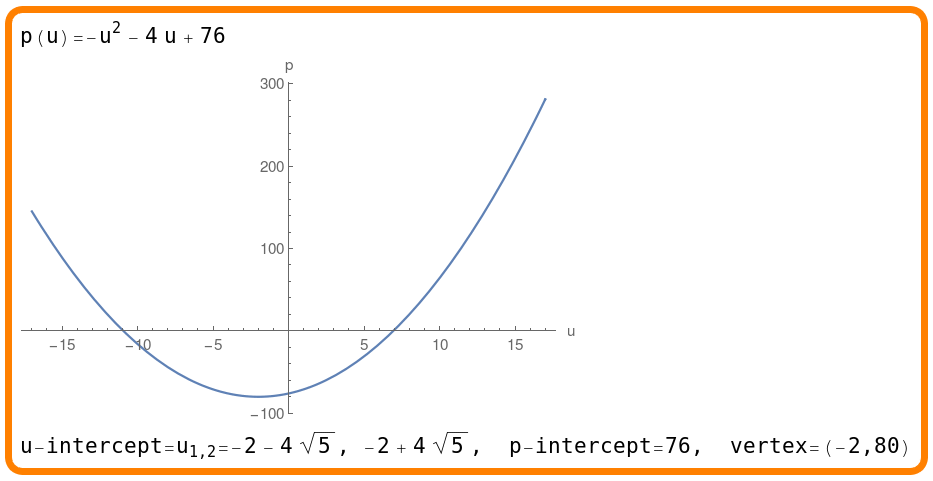 p(u)=-u² - 4 u + 76
p
300
200
100
-15 -10 -5 5 10 15 u
-100
u-intercept=u₁,₂=-2 - 4 √5, -2 + 4 √5, p-intercept=76, vertex=(-2,80)